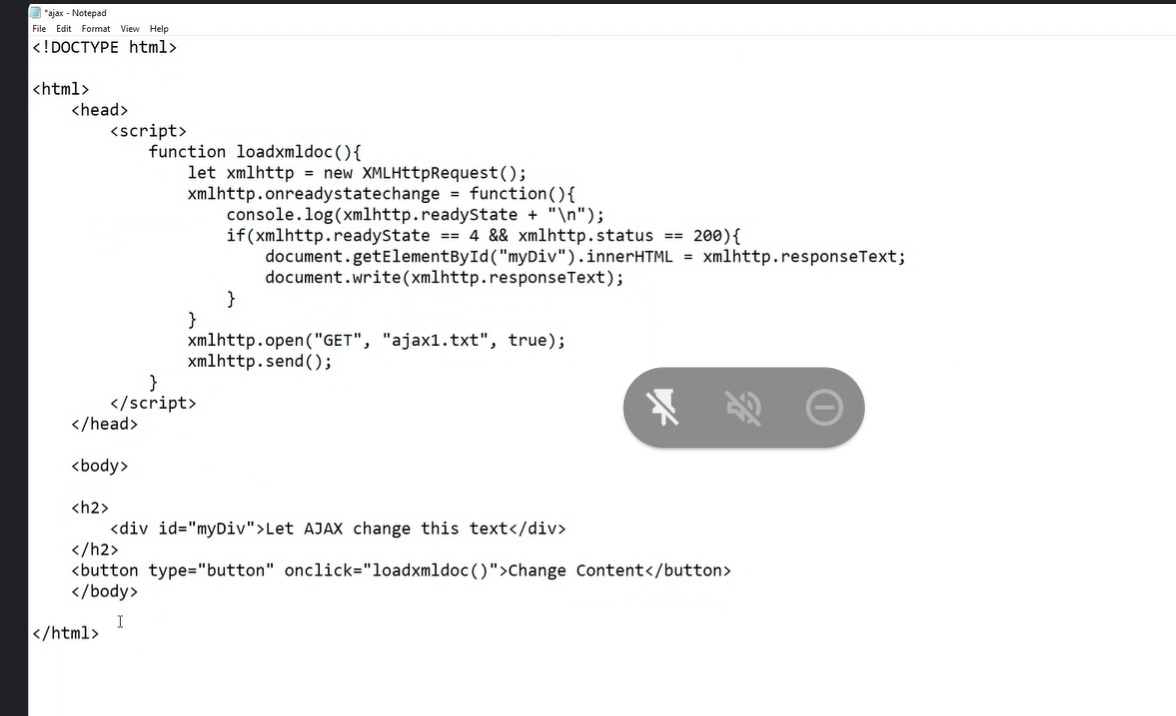 *ajax - Notepad
File Edit Format View Help
<!DOCTYPE html>
<html>
<head>
<script>
function loadxmldoc(){
let xmlhttp = new XMLHttpRequest();
xmlhttp.onreadystatechange = function(){
console.log(xmlhttp.readyState + "\n");
if(xmlhttp.readyState == 4 && xmlhttp.status == 200){
document.getElementById("myDiv").innerHTML = xmlhttp.responseText;
document.write(xmlhttp.responseText);
}
}
xmlhttp.open("GET", "ajax1.txt", true);
xmlhttp.send();
}
</script>
</head>
<body>
<h2>
<div id="myDiv">Let AJAX change this text</div>
</h2>
<button type="button" onclick="loadxmldoc()">Change Content</button>
</body>
</html>